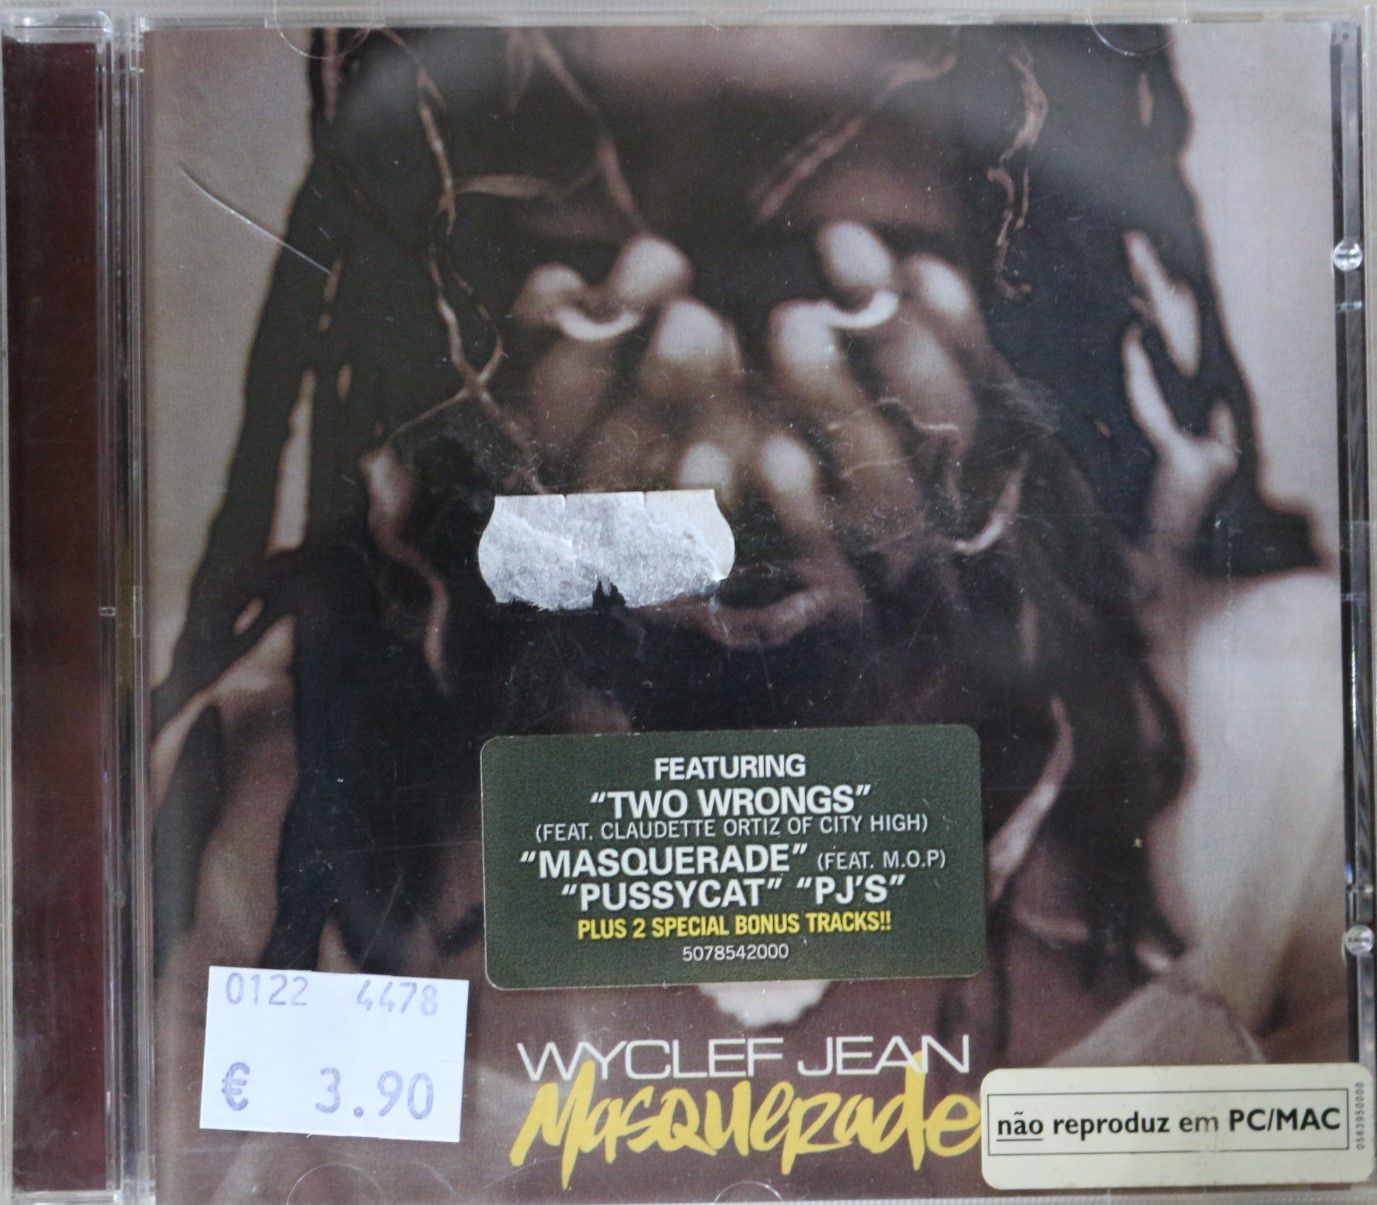 FEATURING
“TWO WRONGS”
(FEAT. CLAUDETTE ORTIZ OF CITY HIGH)
“MASQUERADE” (FEAT. M.O.P)
“PUSSYCAT” “PJ’S”
PLUS 2 SPECIAL BONUS TRACKS!!
5078542000
0122 4478
€ 3.90
WYCLEF JEAN
Masquerade
não reproduz em PC/MAC
0563950000